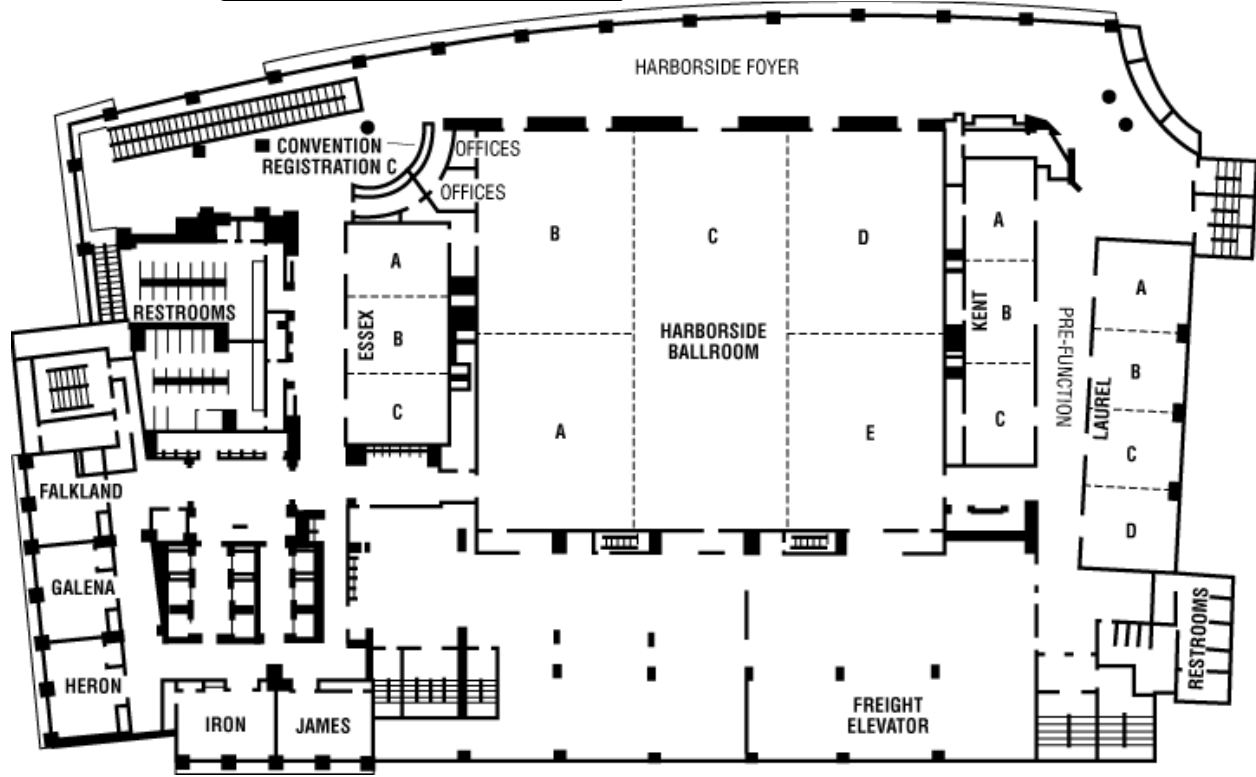 HARBORSIDE FOYER
CONVENTION
REGISTRATION C
OFFICES
OFFICES
A
B
C
D
A
RESTROOMS
ESSEX
B
HARBORSIDE
BALLROOM
KENT
B
PRE-FUNCTION
A
B
LAUREL
C
A
E
C
C
D
FALKLAND
GALENA
HERON
IRON
JAMES
FREIGHT
ELEVATOR
RESTROOMS